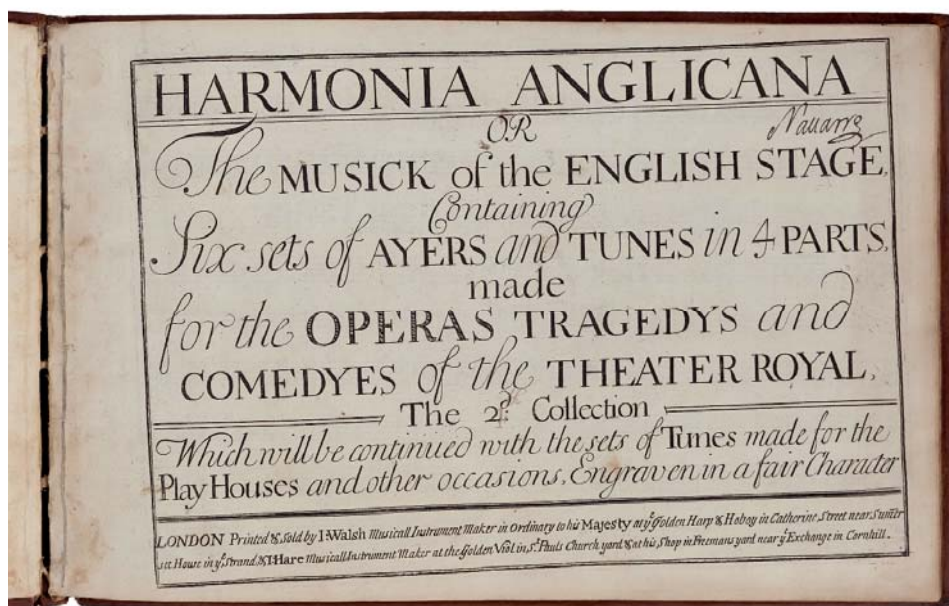 HARMONIA ANGLICANA
OR
Navarre
The MUSICK of the ENGLISH STAGE,
Containing
Six sets of AYERS and TUNES in 4 PARTS,
made
for the OPERAS TRAGEDYS and
COMEDYES of the THEATER ROYAL,
The 2d: Collection
Which will be continued with the sets of Tunes made for the
Play Houses and other occasions, Engraven in a fair Character
LONDON Printed & Sold by I·Walsh Musicall Instrument Maker in Ordinary to his Majesty at ye Golden Harp & Hoboy in Catherine Street near Sumer
set House in ye Strand, & I·Hare Musicall Instrument Maker at the Golden Viol in St Pauls Church yard & at his Shop in Freemans yard near ye Exchange in Cornhill.